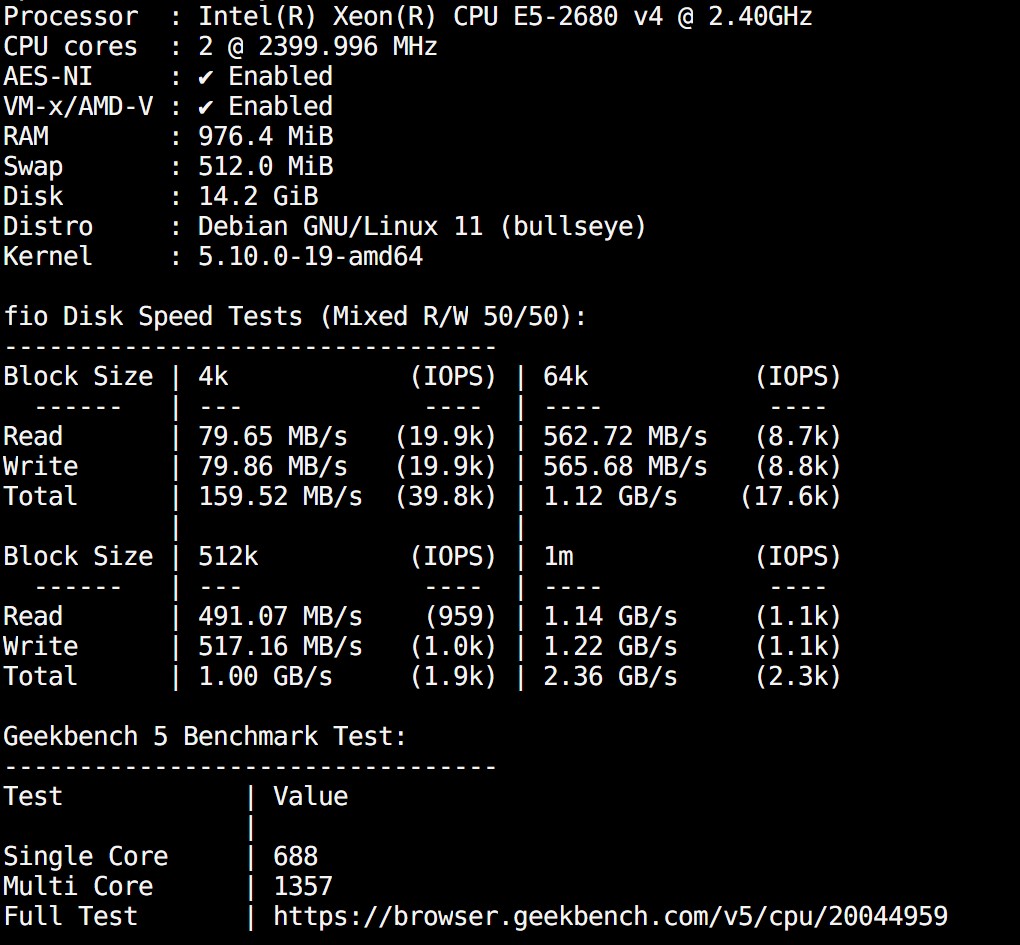 Processor  : Intel(R) Xeon(R) CPU E5-2680 v4 @ 2.40GHz
CPU cores  : 2 @ 2399.996 MHz
AES-NI     : ✔ Enabled
VM-x/AMD-V : ✔ Enabled
RAM        : 976.4 MiB
Swap       : 512.0 MiB
Disk       : 14.2 GiB
Distro     : Debian GNU/Linux 11 (bullseye)
Kernel     : 5.10.0-19-amd64

fio Disk Speed Tests (Mixed R/W 50/50):
---------------------------------
Block Size | 4k            (IOPS) | 64k           (IOPS)
  ------   | ---            ----  | ----           ----
Read       | 79.65 MB/s   (19.9k) | 562.72 MB/s   (8.7k)
Write      | 79.86 MB/s   (19.9k) | 565.68 MB/s   (8.8k)
Total      | 159.52 MB/s  (39.8k) | 1.12 GB/s    (17.6k)
           |                      |
Block Size | 512k          (IOPS) | 1m            (IOPS)
  ------   | ---            ----  | ----           ----
Read       | 491.07 MB/s    (959) | 1.14 GB/s     (1.1k)
Write      | 517.16 MB/s   (1.0k) | 1.22 GB/s     (1.1k)
Total      | 1.00 GB/s     (1.9k) | 2.36 GB/s     (2.3k)

Geekbench 5 Benchmark Test:
---------------------------------
Test            | Value
                |
Single Core     | 688
Multi Core      | 1357
Full Test       | https://browser.geekbench.com/v5/cpu/20044959